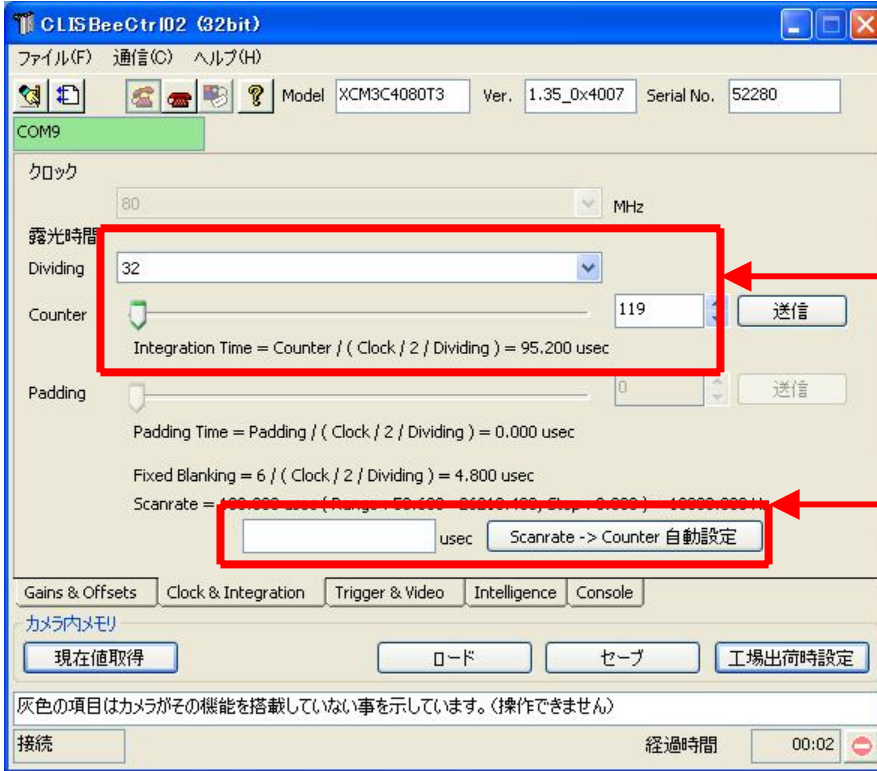 CLISBeeCtrl02 (32bit)
ファイル(F) 通信(C) ヘルプ(H)
Model XCM3C4080T3 Ver. 1.35_0x4007 Serial No. 52280
COM9
クロック
80 MHz
露光時間
Dividing 32
Counter 119 送信
Integration Time = Counter / ( Clock / 2 / Dividing ) = 95.200 usec
Padding 0 送信
Padding Time = Padding / ( Clock / 2 / Dividing ) = 0.000 usec
Fixed Blanking = 6 / ( Clock / 2 / Dividing ) = 4.800 usec
Scanrate =
usec Scanrate -> Counter 自動設定
Gains & Offsets Clock & Integration Trigger & Video Intelligence Console
カメラ内メモリ
現在値取得 ロード セーブ 工場出荷時設定
灰色の項目はカメラがその機能を搭載していない事を示しています。(操作できません)
接続 経過時間 00:02